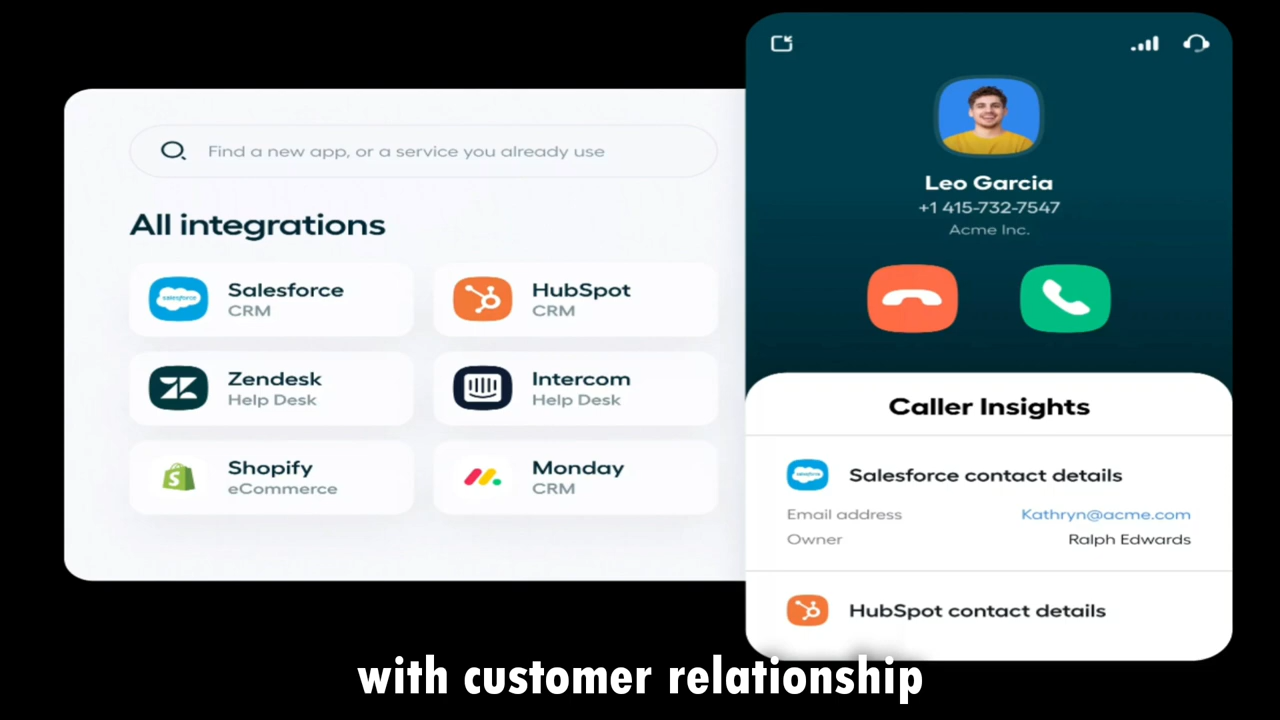 Find a new app, or a service you already use
All integrations
salesforce
Salesforce
CRM
HubSpot
CRM
Zendesk
Help Desk
Intercom
Help Desk
Shopify
eCommerce
Monday
CRM
Leo Garcia
+1 415-732-7547
Acme Inc.
Caller Insights
salesforce
Salesforce contact details
Email address Kathryn@acme.com
Owner Ralph Edwards
HubSpot contact details
with customer relationship